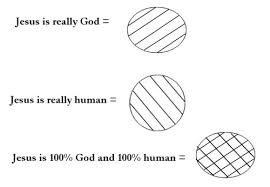 Jesus is really God =
Jesus is really human =
Jesus is 100% God and 100% human =